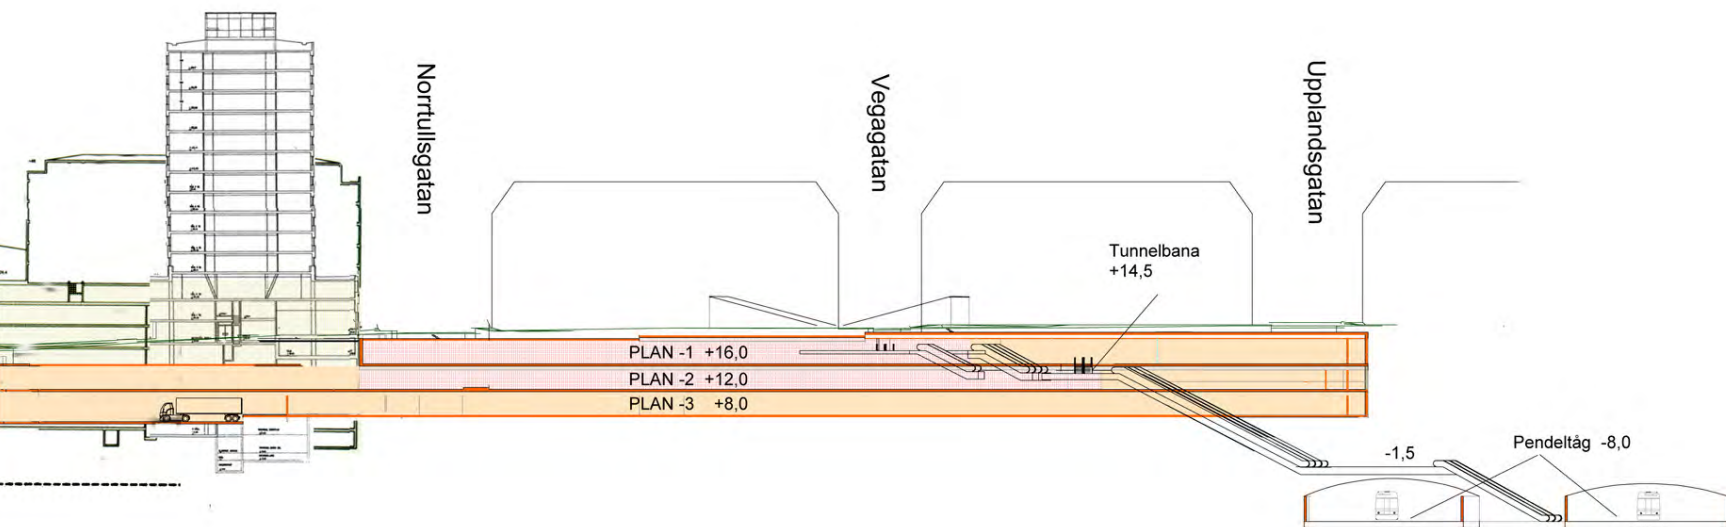 Norrtullsgatan
Vegagatan
Upplandsgatan
Tunnelbana
+14,5
PLAN -1 +16,0
PLAN -2 +12,0
PLAN -3 +8,0
-1,5
Pendeltåg -8,0